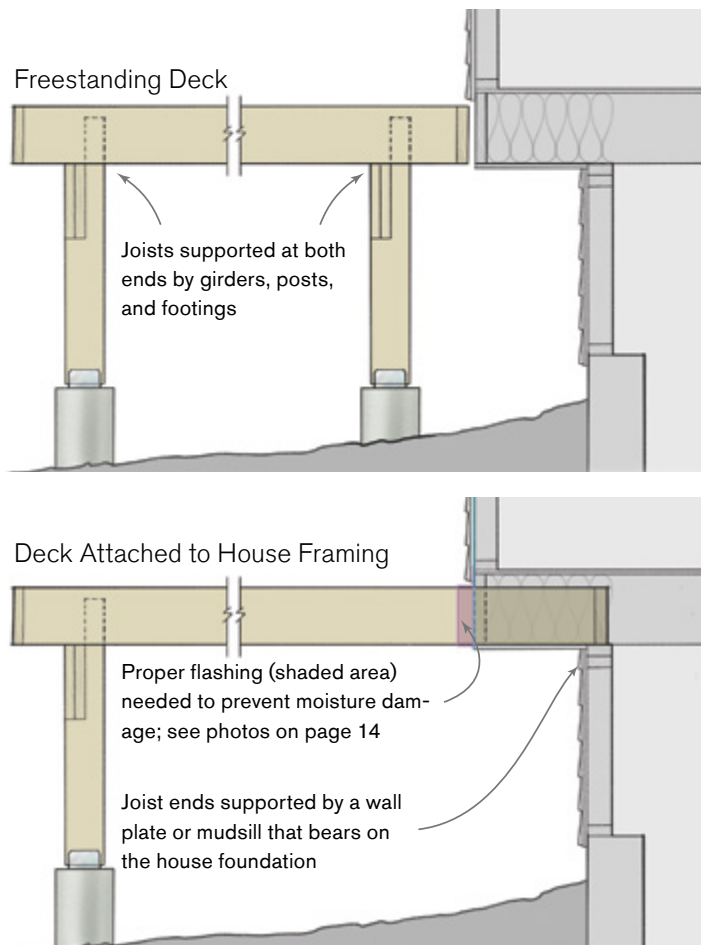 Freestanding Deck
Joists supported at both
ends by girders, posts,
and footings
Deck Attached to House Framing
Proper flashing (shaded area)
needed to prevent moisture dam-
age; see photos on page 14
Joist ends supported by a wall
plate or mudsill that bears on
the house foundation